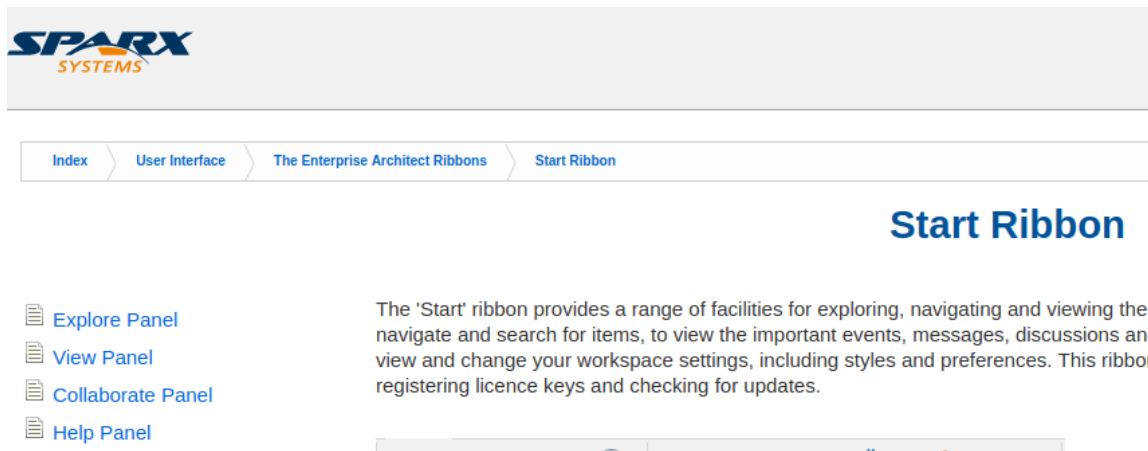 SPARX
SYSTEMS
Index User Interface The Enterprise Architect Ribbons Start Ribbon
Start Ribbon
Explore Panel
View Panel
Collaborate Panel
Help Panel
The 'Start' ribbon provides a range of facilities for exploring, navigating and viewing the
navigate and search for items, to view the important events, messages, discussions an
view and change your workspace settings, including styles and preferences. This ribbo
registering licence keys and checking for updates.